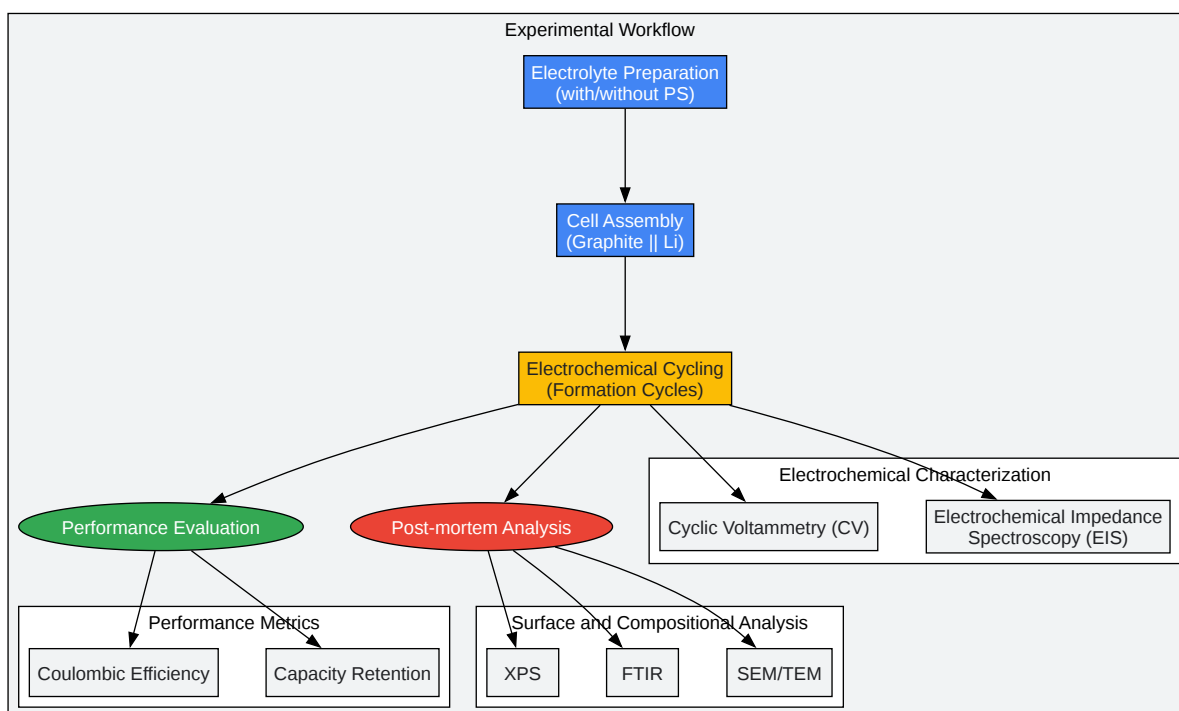 Experimental Workflow
Electrolyte Preparation
(with/without PS)
Cell Assembly
(Graphite || Li)
Electrochemical Cycling
(Formation Cycles)
Electrochemical Characterization
Performance Evaluation
Post-mortem Analysis
Cyclic Voltammetry (CV)
Electrochemical Impedance
Spectroscopy (EIS)
Performance Metrics
Surface and Compositional Analysis
Coulombic Efficiency
Capacity Retention
XPS
FTIR
SEM/TEM